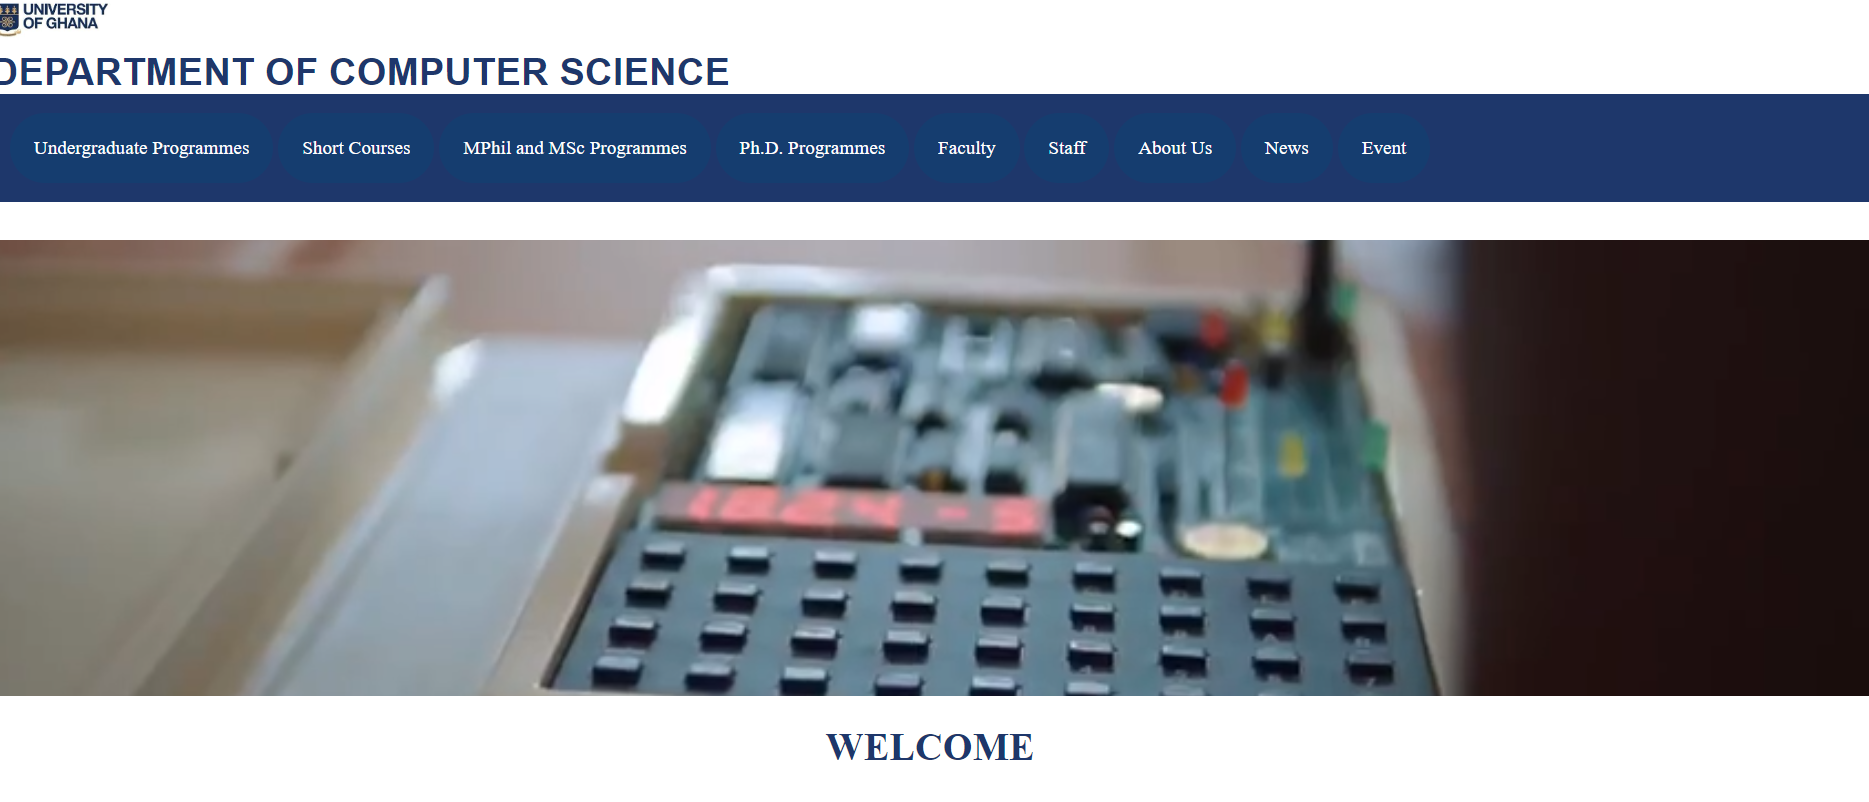 UNIVERSITY
OF GHANA
DEPARTMENT OF COMPUTER SCIENCE
Undergraduate Programmes Short Courses MPhil and MSc Programmes Ph.D. Programmes Faculty Staff About Us News Event
WELCOME